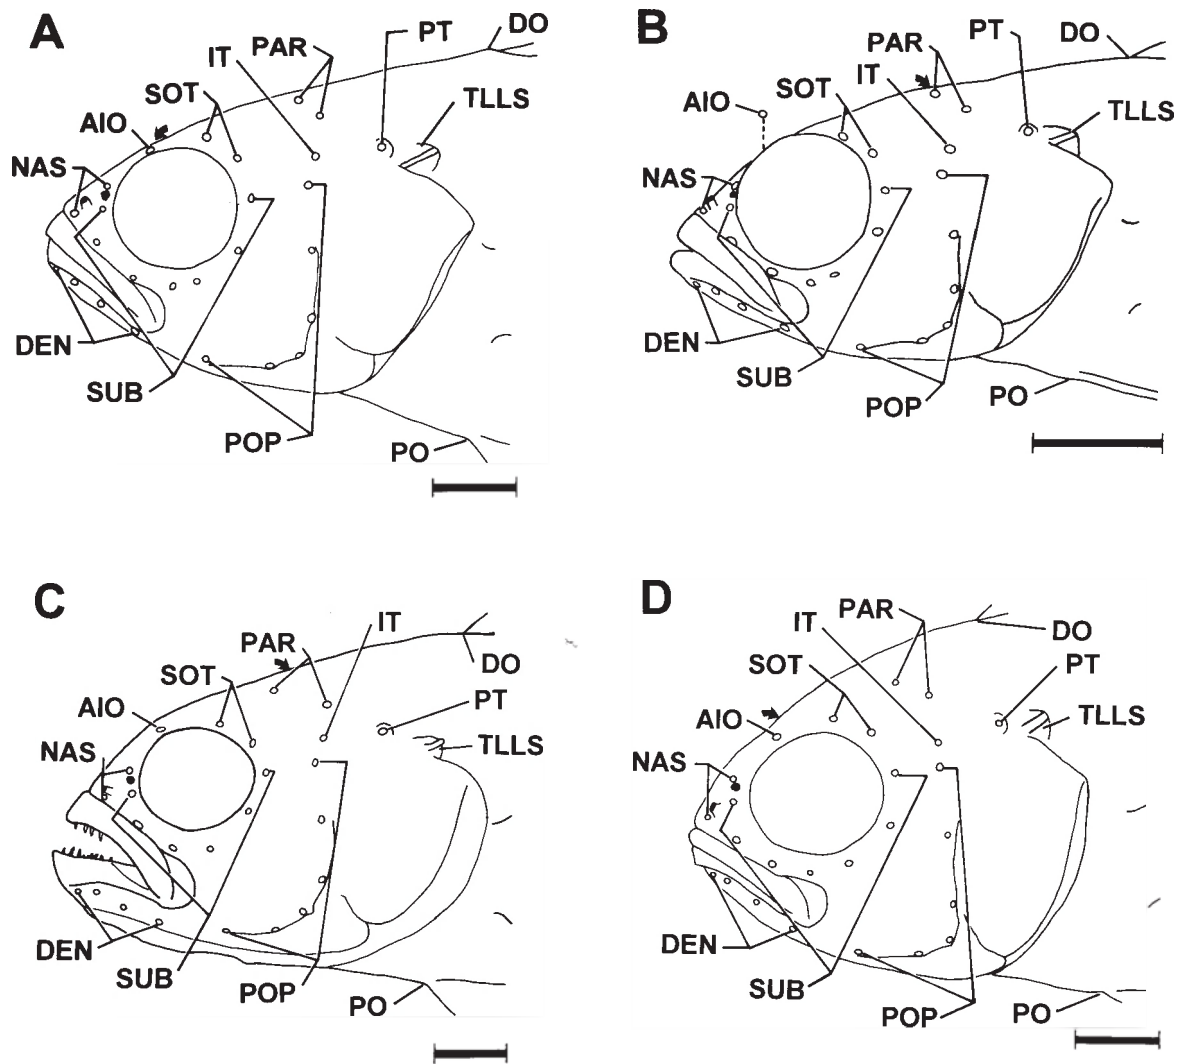 A
DO
PT
PAR
IT
SOT
TLLS
AIO
NAS
DEN
SUB
POP
PO
B
DO
PT
PAR
IT
SOT
AIO
TLLS
NAS
DEN
SUB
PO
POP
C
IT
PAR
DO
SOT
PT
AIO
TLLS
NAS
DEN
SUB
POP
PO
D
PAR
IT
DO
SOT
PT
AIO
TLLS
NAS
DEN
SUB
POP
PO